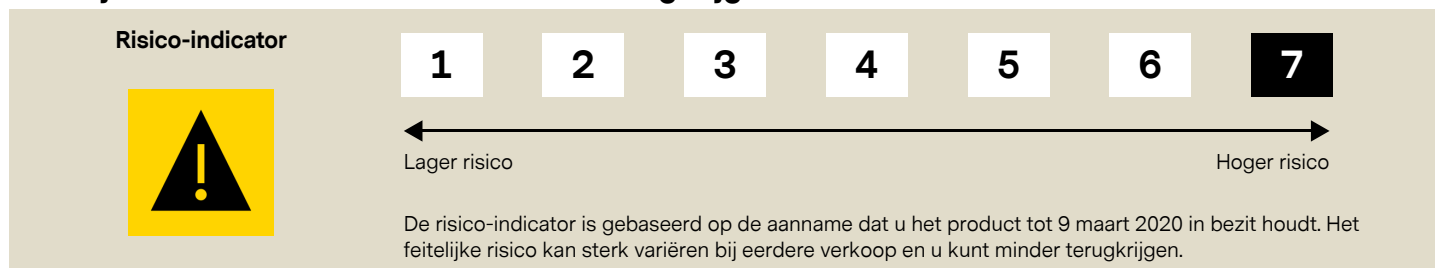 Risico-indicator
1 2 3 4 5 6 7
Lager risico Hoger risico
De risico-indicator is gebaseerd op de aanname dat u het product tot 9 maart 2020 in bezit houdt. Het
feitelijke risico kan sterk variëren bij eerdere verkoop en u kunt minder terugkrijgen.